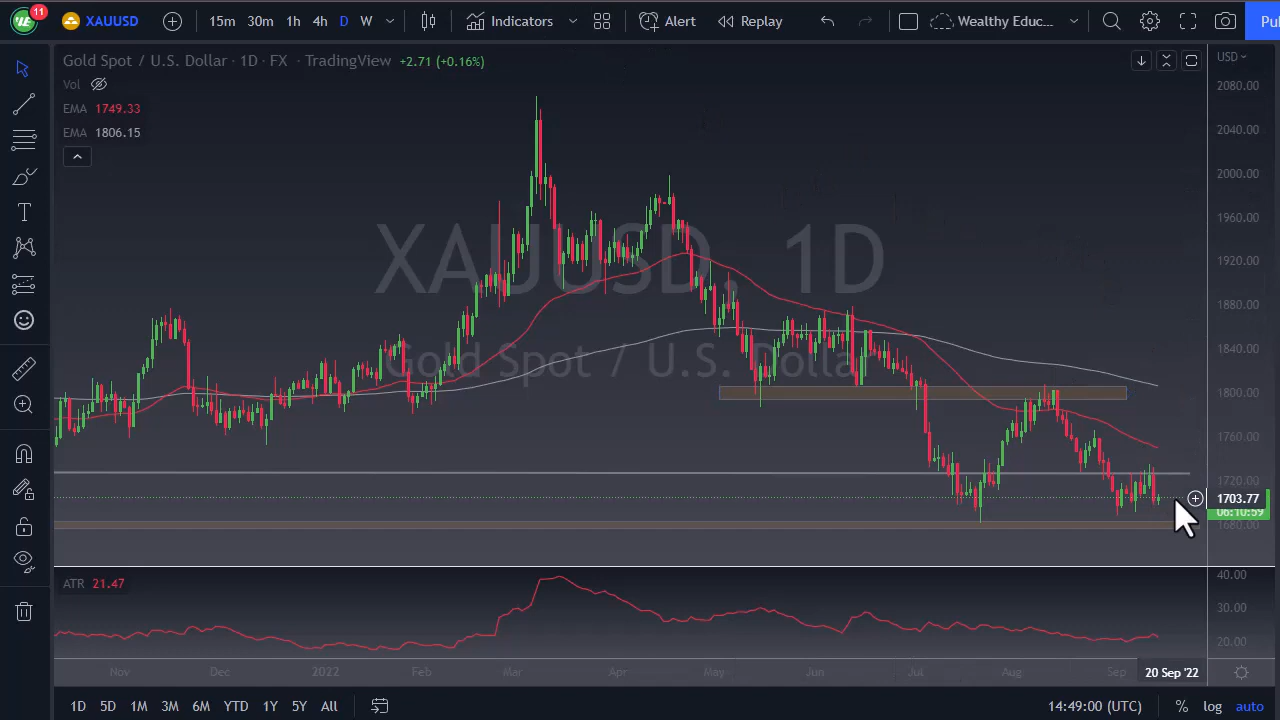 11 XAUUSD 15m 30m 1h 4h D W Indicators Alert Replay Wealthy Educ... Pu
Gold Spot / U.S. Dollar · 1D · FX · TradingView +2.71 (+0.16%) USD
Vol
EMA 1749.33
EMA 1806.15
XAUUSD, 1D
Gold Spot / U.S. Dollar
2080.00
2040.00
2000.00
1960.00
1920.00
1880.00
1840.00
1800.00
1760.00
1720.00
1703.77
06:10:59
1680.00
ATR 21.47
40.00
30.00
20.00
Nov Dec 2022 Feb Mar Apr May Jun Jul Aug Sep 20 Sep '22
1D 5D 1M 3M 6M YTD 1Y 5Y All 14:49:00 (UTC) % log auto